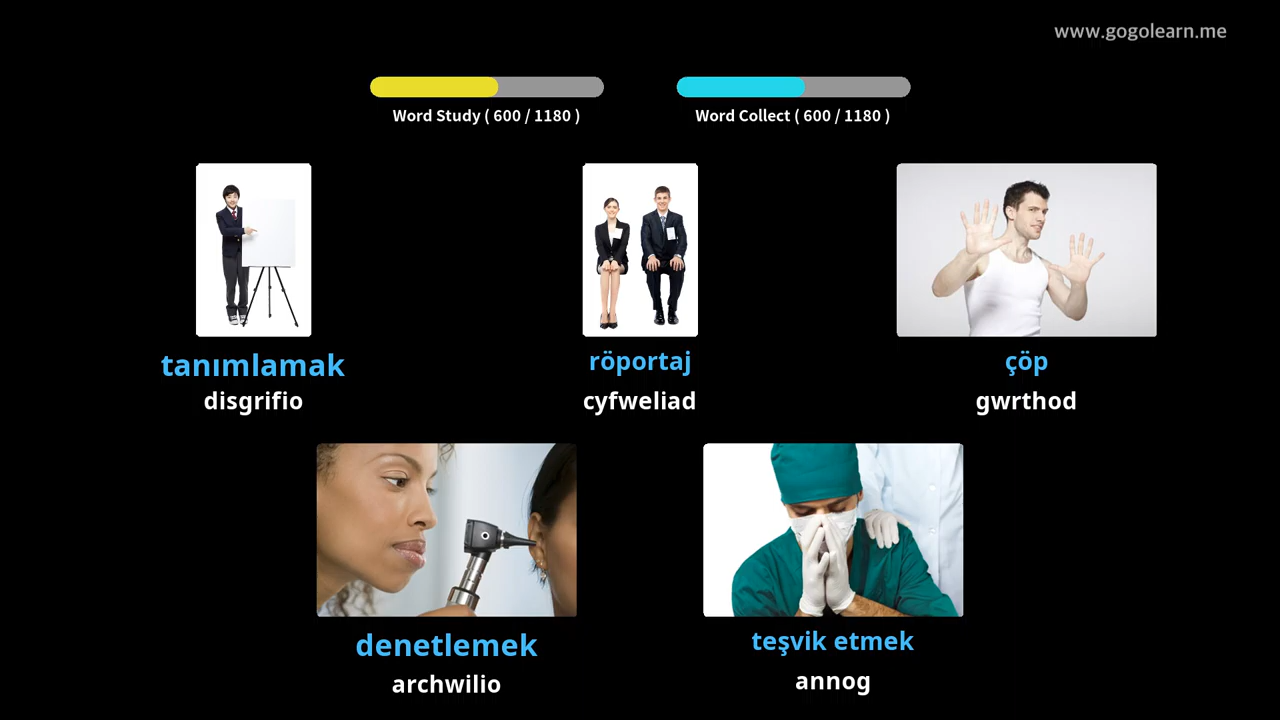 www.gogolearn.me
Word Study ( 600 / 1180 )
Word Collect ( 600 / 1180 )
tanımlamak
disgrifio
röportaj
cyfweliad
çöp
gwrthod
denetlemek
archwilio
teşvik etmek
annog